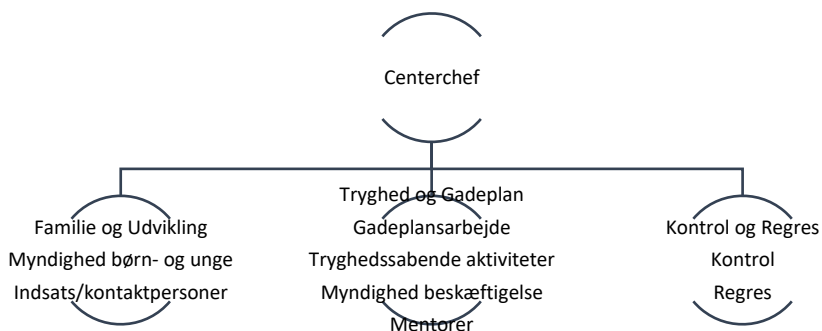 Centerchef
Familie og Udvikling
Myndighed børn- og unge
Indsats/kontaktpersoner
Tryghed og Gadeplan
Gadeplansarbejde
Tryghedssabende aktiviteter
Myndighed beskæftigelse
Mentorer
Kontrol og Regres
Kontrol
Regres